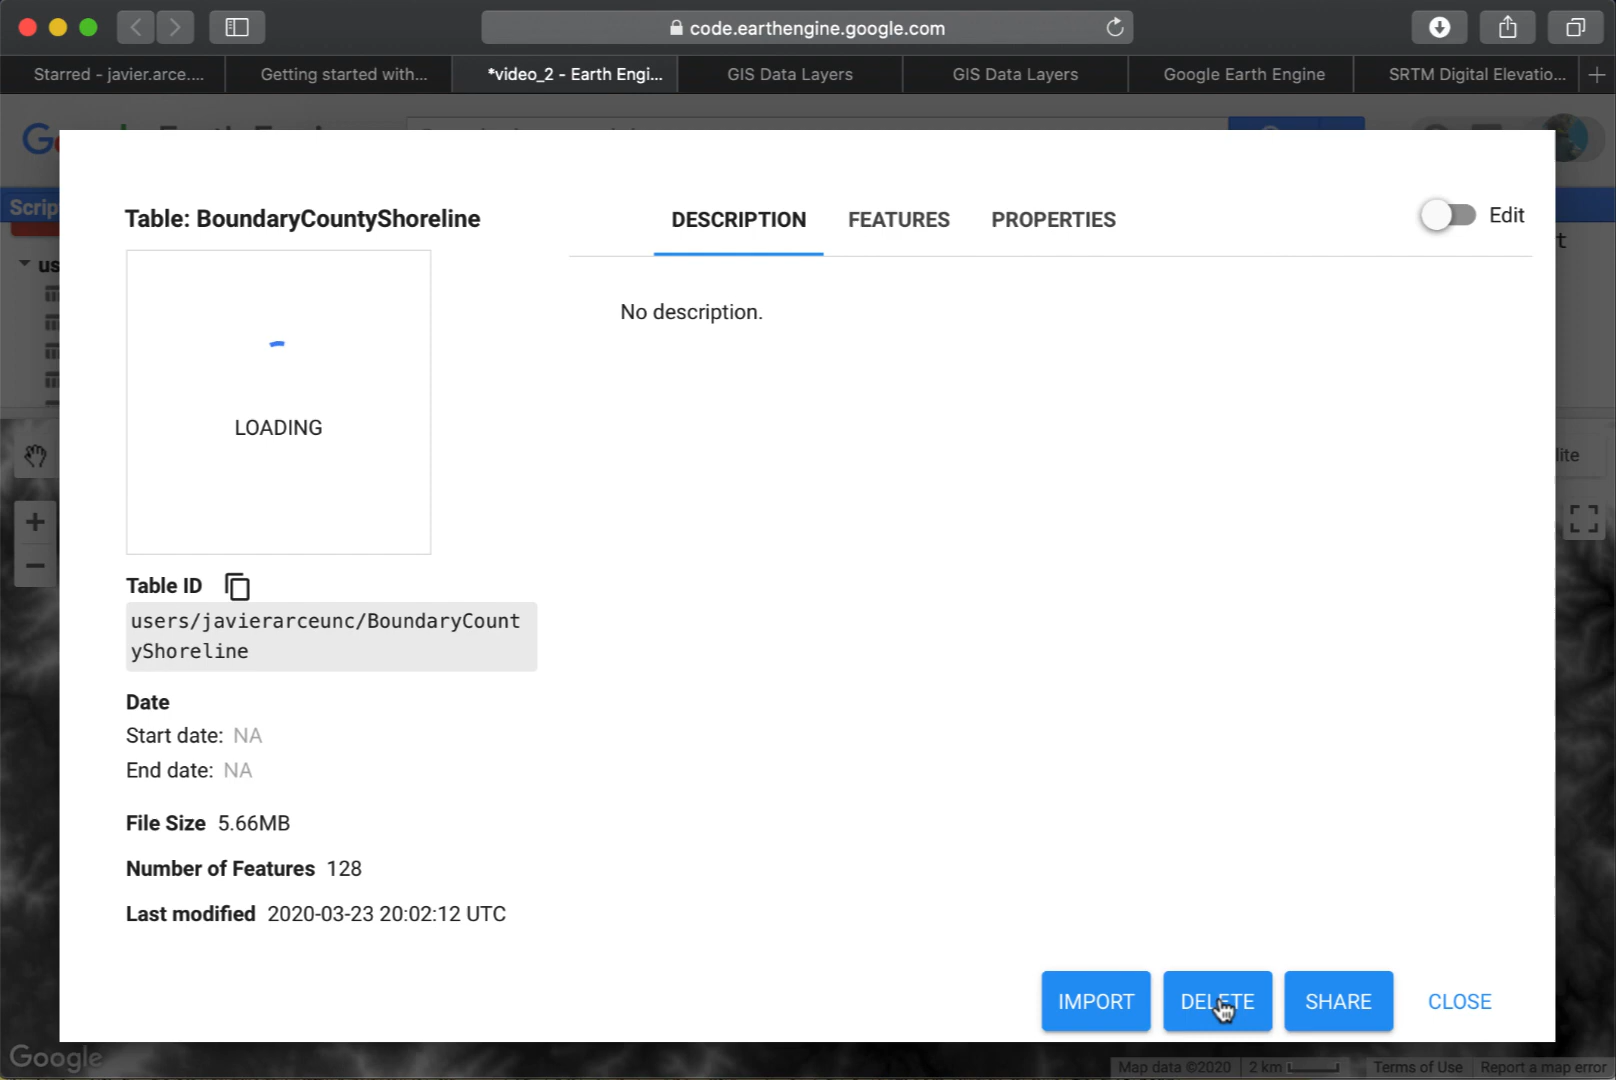 code.earthengine.google.com
Starred - javier.arce....
Getting started with...
*video_2 - Earth Engi...
GIS Data Layers
GIS Data Layers
Google Earth Engine
SRTM Digital Elevatio...
Scrip
us
Table: BoundaryCountyShoreline
DESCRIPTION
FEATURES
PROPERTIES
Edit
No description.
LOADING
Table ID
users/javierarceunc/BoundaryCount
yShoreline
Date
Start date: NA
End date: NA
File Size 5.66MB
Number of Features 128
Last modified 2020-03-23 20:02:12 UTC
IMPORT
DELETE
SHARE
CLOSE
lite
Google
Map data ©2020
2 km
Terms of Use
Report a map error